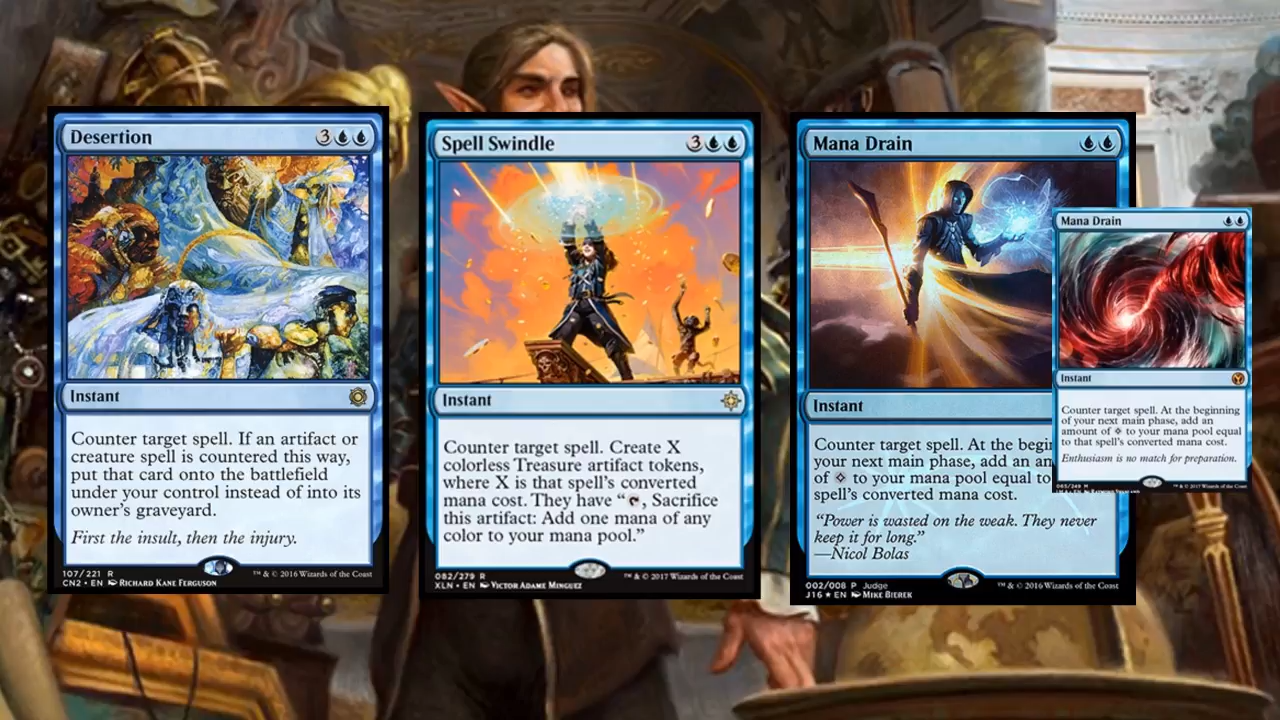 Desertion 3
Instant
Counter target spell. If an artifact or
creature spell is countered this way,
put that card onto the battlefield
under your control instead of into its
owner's graveyard.
First the insult, then the injury.
107/221 R
CN2 • EN Richard Kane Ferguson
™ & © 2016 Wizards of the Coast
Spell Swindle 3
Instant
Counter target spell. Create X
colorless Treasure artifact tokens,
where X is that spell's converted
mana cost. They have “, Sacrifice
this artifact: Add one mana of any
color to your mana pool.”
082/279 R
XLN • EN Victor Adame Minguez
™ & © 2017 Wizards of the Coast
Mana Drain
Instant
Counter target spell. At the
your next main phase, add an
of to your mana pool equal to
spell's converted mana cost.
“Power is wasted on the weak. They never
keep it for long.”
—Nicol Bolas
002/008 P Judge
J16 ★ EN Mike Bierek
™ & © 2016 Wizards of the Coast
Mana Drain
Instant
Counter target spell. At the beginning
of your next main phase, add an
amount of to your mana pool equal
to that spell's converted mana cost.
Enthusiasm is no match for preparation.
065/249 M
™ & © 2017 Wizards of the Coast